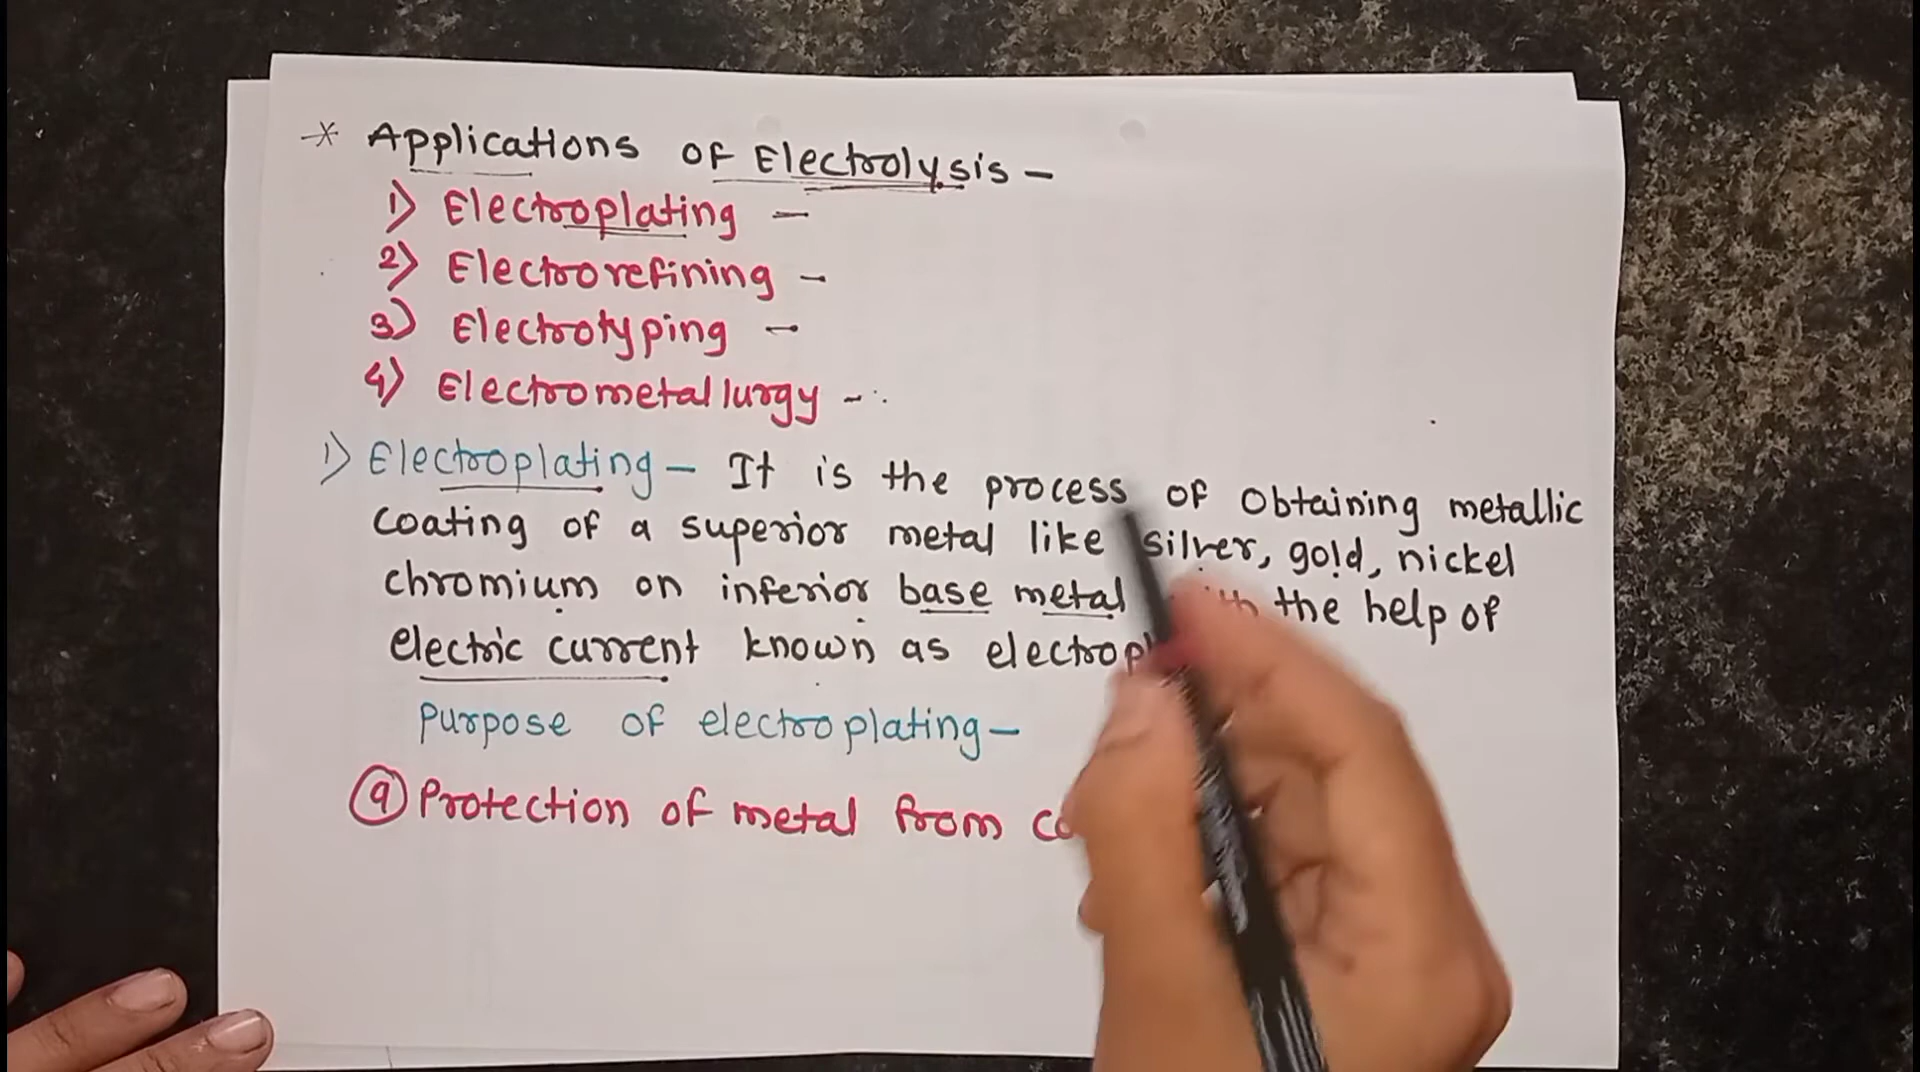 * Applications of Electrolysis -
1) Electroplating -
2) Electrorefining -
3) Electrotyping -
4) Electrometallurgy -
1) Electroplating - It is the process of obtaining metallic
coating of a superior metal like silver, gold, nickel
chromium on inferior base metal the help of
electric current known as
purpose of electroplating -
(a) Protection of metal from